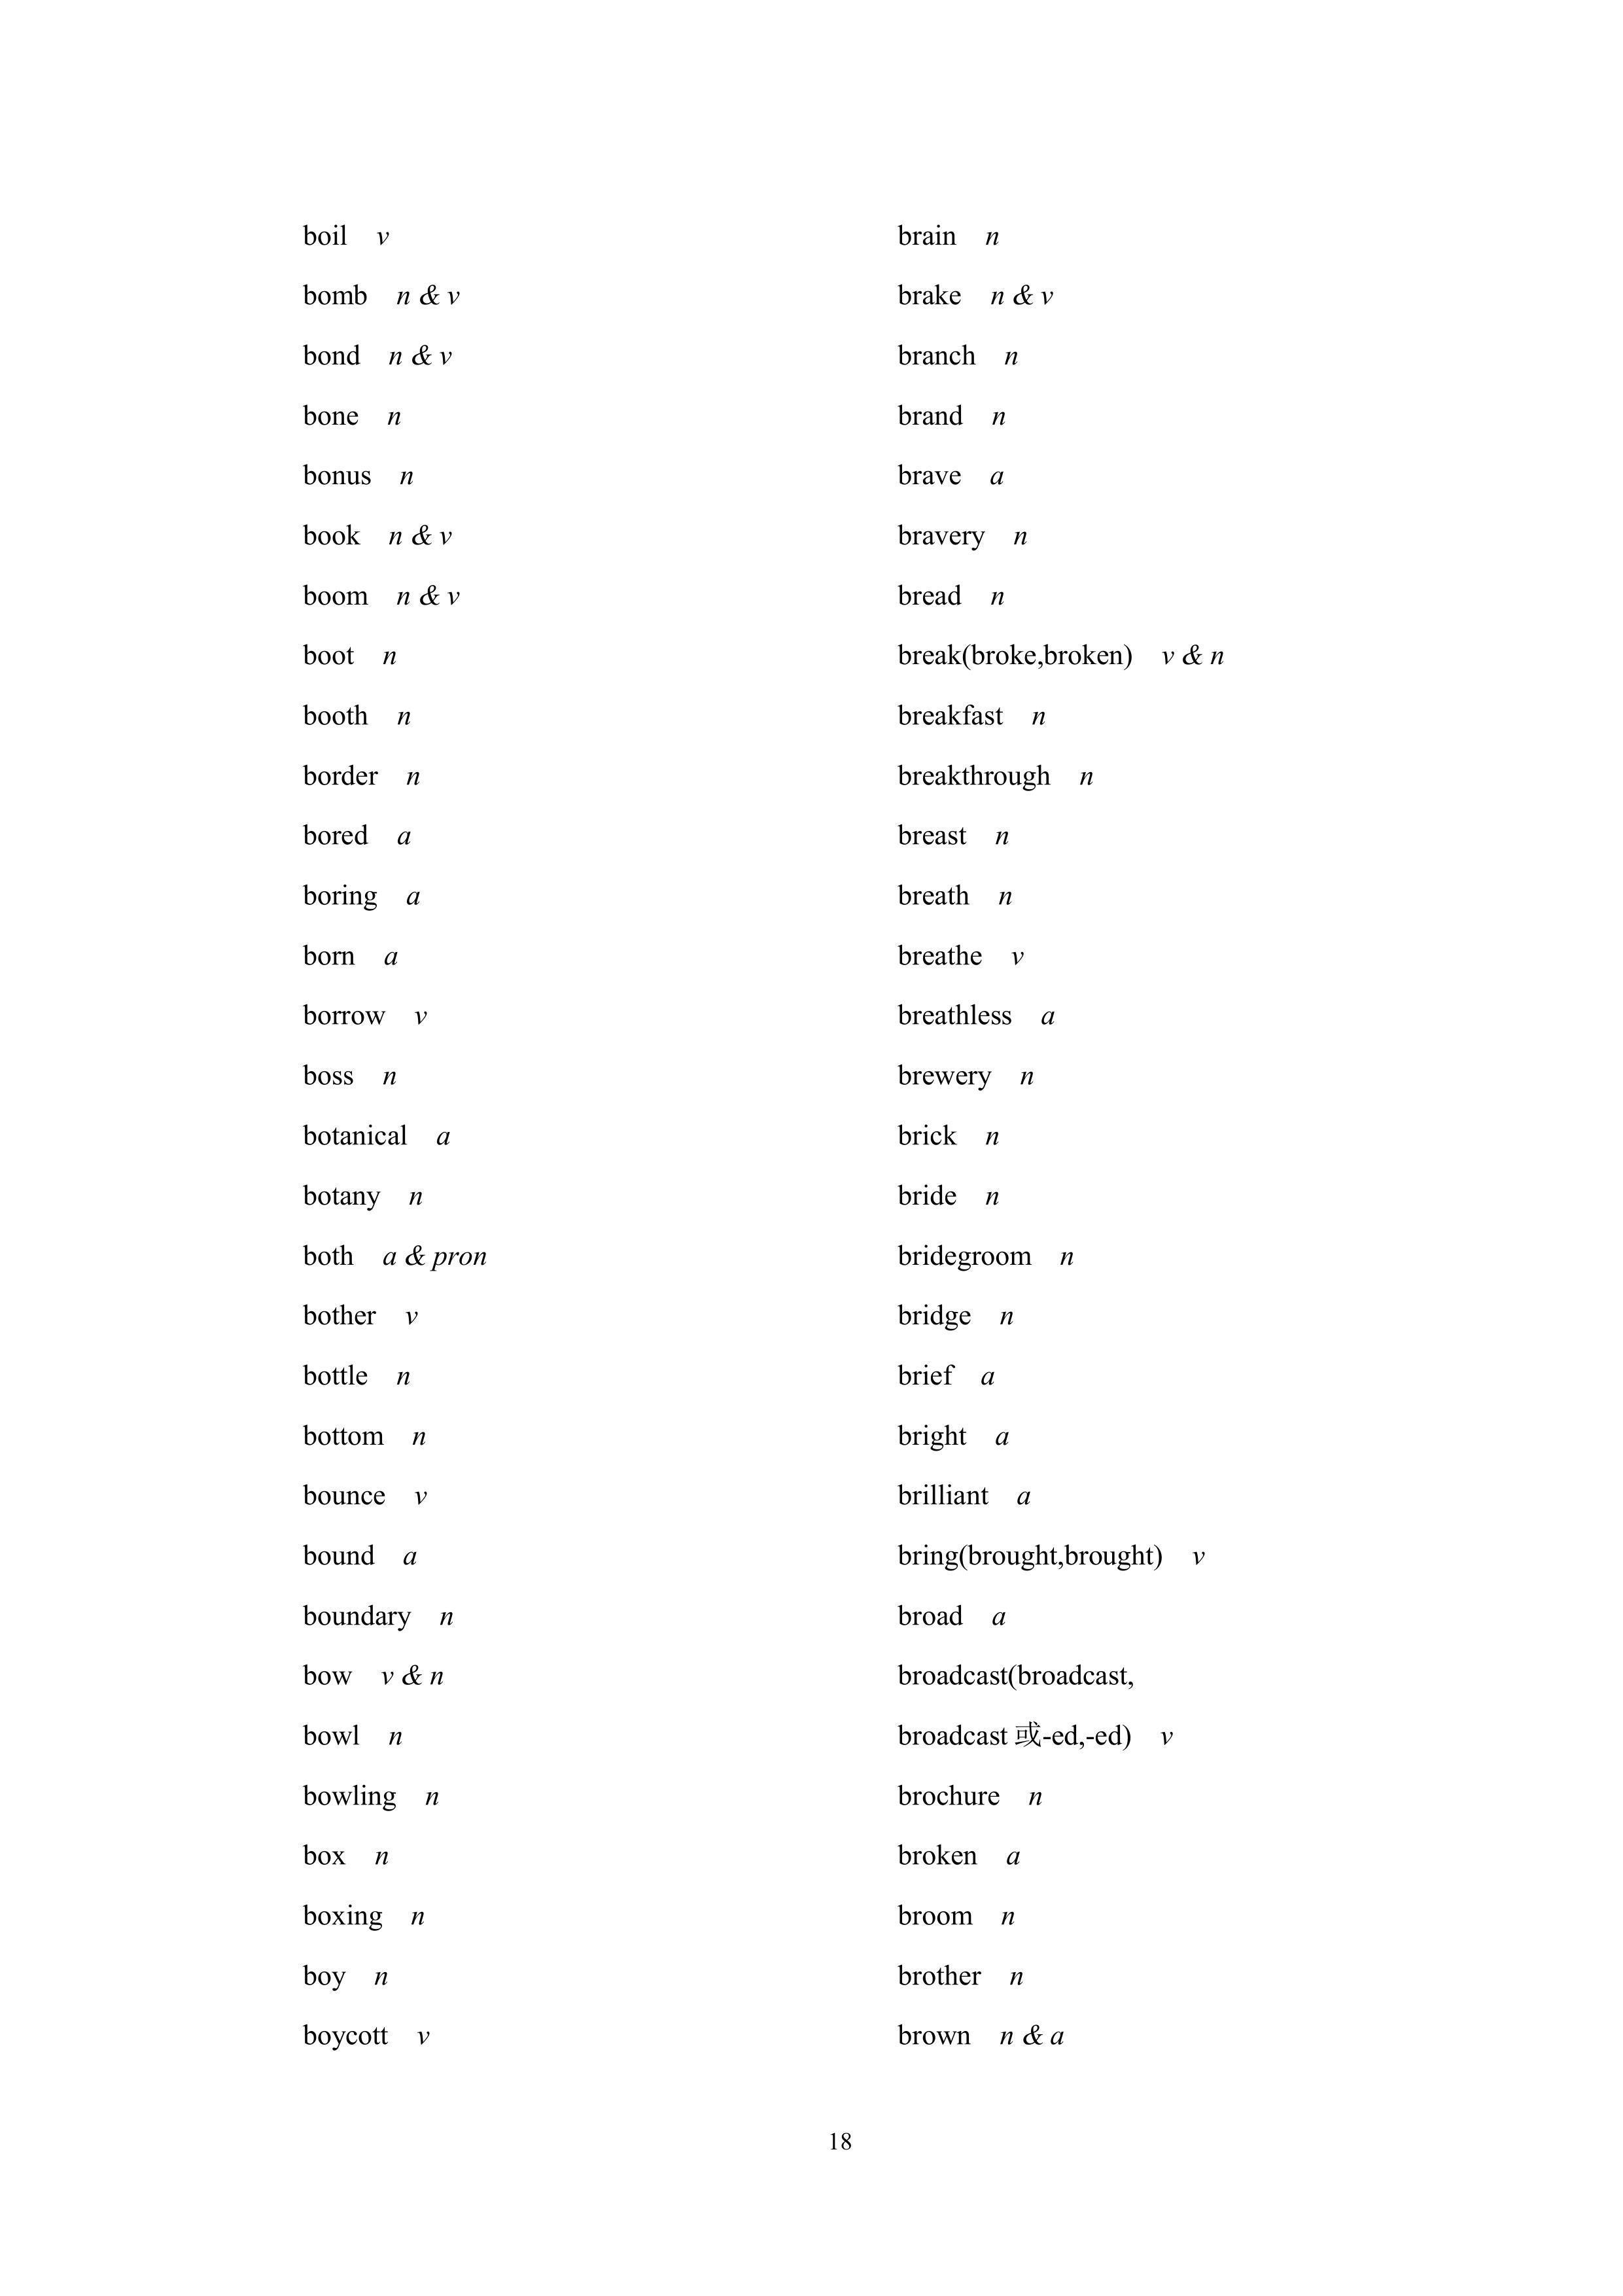 boil v
bomb n & v
bond n & v
bone n
bonus n
book n & v
boom n & v
boot n
booth n
border n
bored a
boring a
born a
borrow v
boss n
botanical a
botany n
both a & pron
bother v
bottle n
bottom n
bounce v
bound a
boundary n
bow v & n
bowl n
bowling n
box n
boxing n
boy n
boycott v
brain n
brake n & v
branch n
brand n
brave a
bravery n
bread n
break(broke,broken) v & n
breakfast n
breakthrough n
breast n
breath n
breathe v
breathless a
brewery n
brick n
bride n
bridegroom n
bridge n
brief a
bright a
brilliant a
bring(brought,brought) v
broad a
broadcast(broadcast,
broadcast 或-ed,-ed) v
brochure n
broken a
broom n
brother n
brown n & a
18